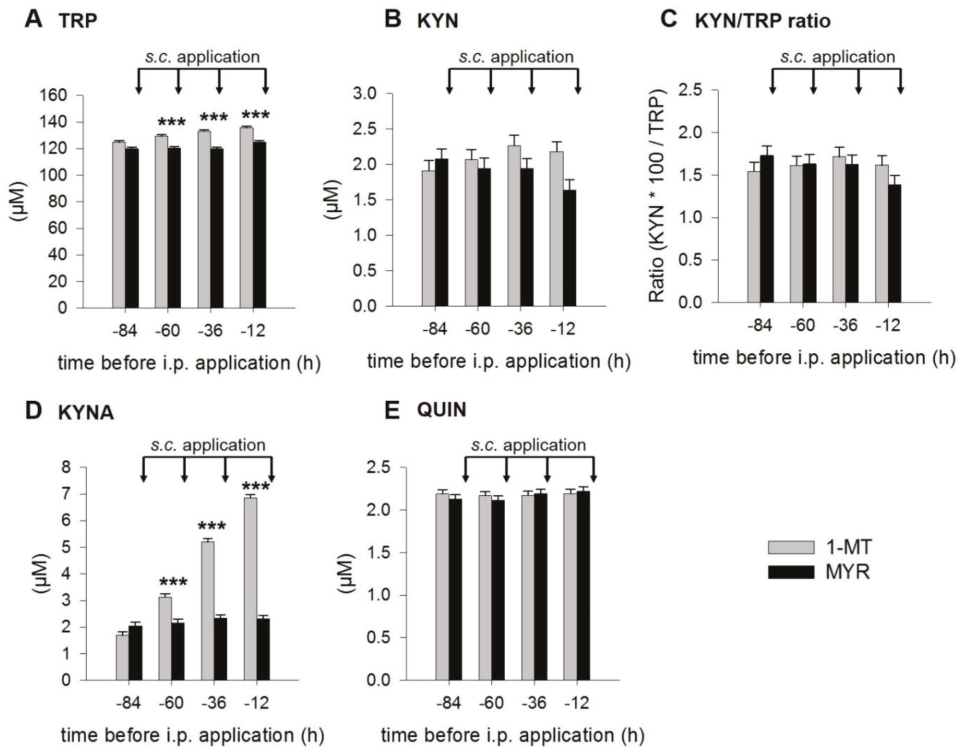 A TRP
s.c. application
160
140
120
100
80
60
40
20
0
(µM)
*** *** ***
-84 -60 -36 -12
time before i.p. application (h)
B KYN
s.c. application
3.0
2.5
2.0
1.5
1.0
0.5
0.0
(µM)
-84 -60 -36 -12
time before i.p. application (h)
C KYN/TRP ratio
s.c. application
2.5
2.0
1.5
1.0
0.5
0.0
Ratio (KYN * 100 / TRP)
-84 -60 -36 -12
time before i.p. application (h)
D KYNA
s.c. application
8
7
6
5
4
3
2
1
0
(µM)
*** *** ***
-84 -60 -36 -12
time before i.p. application (h)
E QUIN
s.c. application
2.5
2.0
1.5
1.0
0.5
0.0
(µM)
-84 -60 -36 -12
time before i.p. application (h)
1-MT
MYR